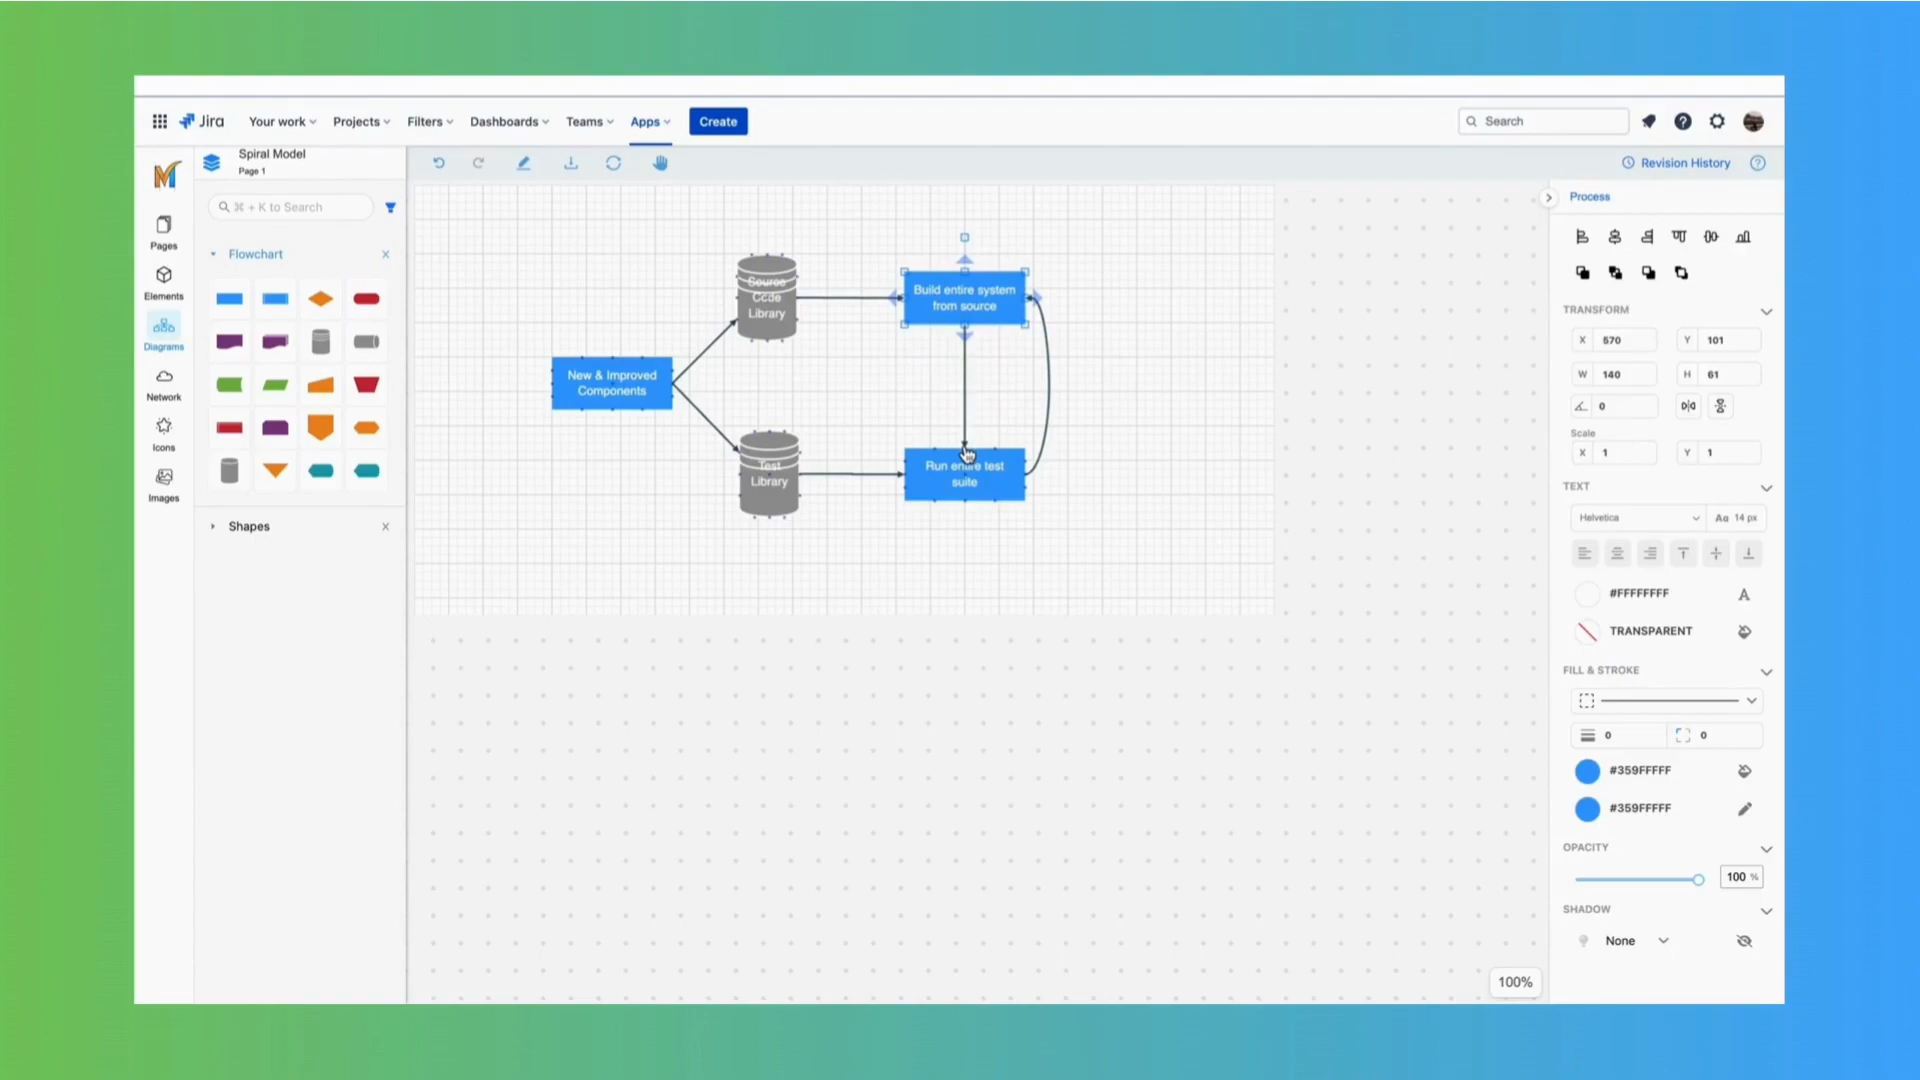 Jira
Your work
Projects
Filters
Dashboards
Teams
Apps
Create
Search
Spiral Model
Page 1
Revision History
⌘ + K to Search
Pages
Elements
Diagrams
Network
Icons
Images
Flowchart
Shapes
Source
Code
Library
Build entire system
from source
New & Improved
Components
Test
Library
Run entire test
suite
100%
Process
TRANSFORM
X 570
Y 101
W 140
H 61
0
Scale
X 1
Y 1
TEXT
Helvetica
Aa 14 px
#FFFFFFFF
A
TRANSPARENT
FILL & STROKE
0
0
#359FFFFF
#359FFFFF
OPACITY
100 %
SHADOW
None